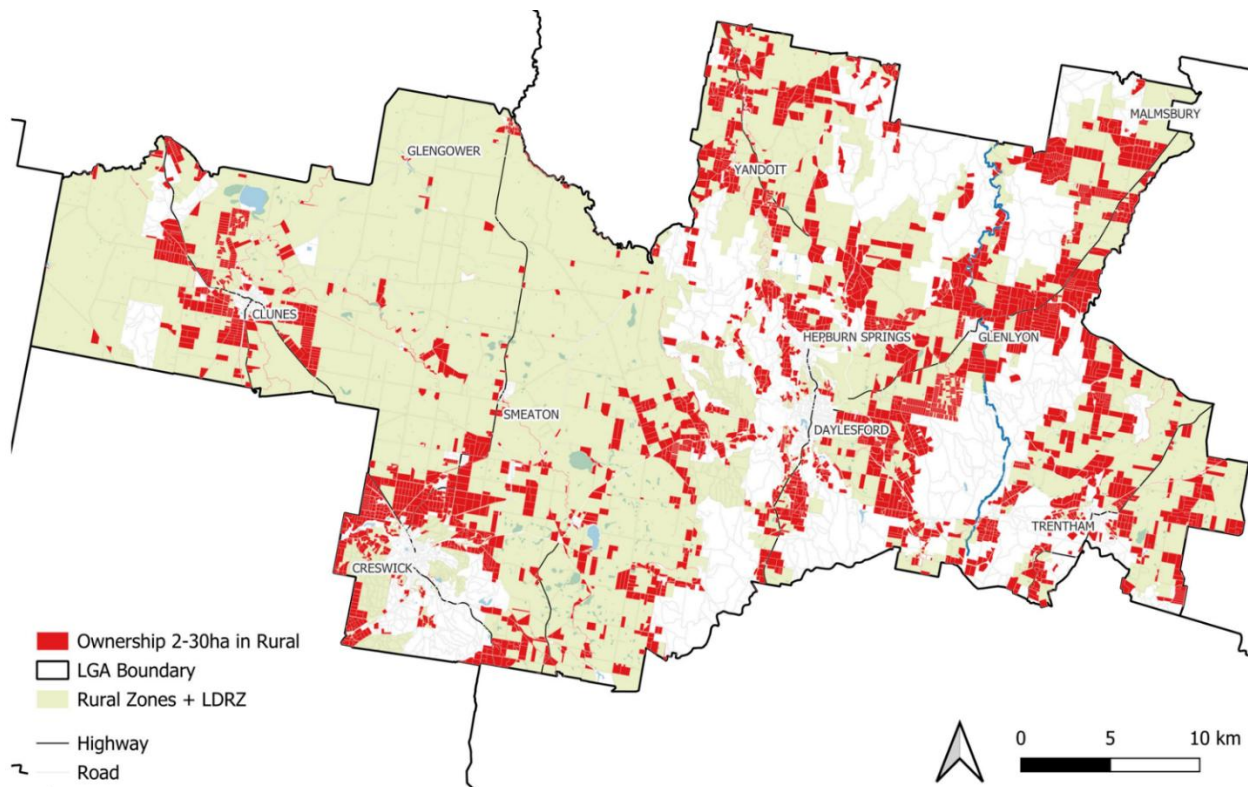 MALMSBURY
GLENGOWER
YANDOIT
CLUNES
HEPBURN SPRINGS
GLENLYON
SMEATON
DAYLESFORD
TRENTHAM
CRESWICK
Ownership 2-30ha in Rural
LGA Boundary
Rural Zones + LDRZ
Highway
Road
0 5 10 km